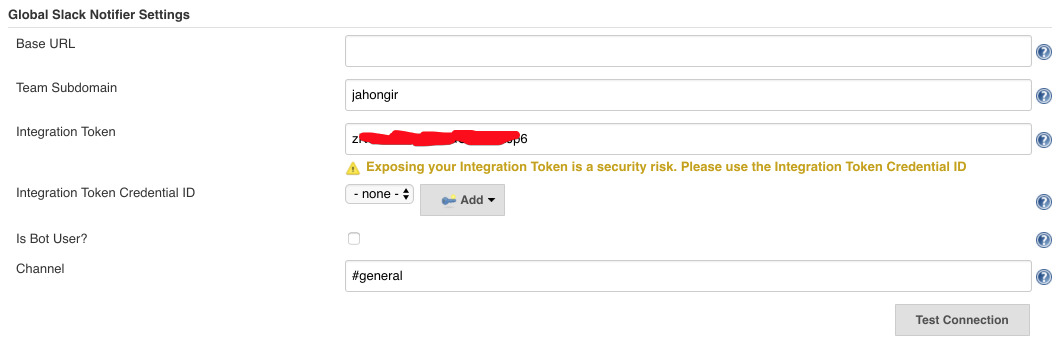 Global Slack Notifier Settings
Base URL
Team Subdomain
jahongir
Integration Token
Exposing your Integration Token is a security risk. Please use the Integration Token Credential ID
Integration Token Credential ID
- none -
Add
Is Bot User?
Channel
#general
Test Connection